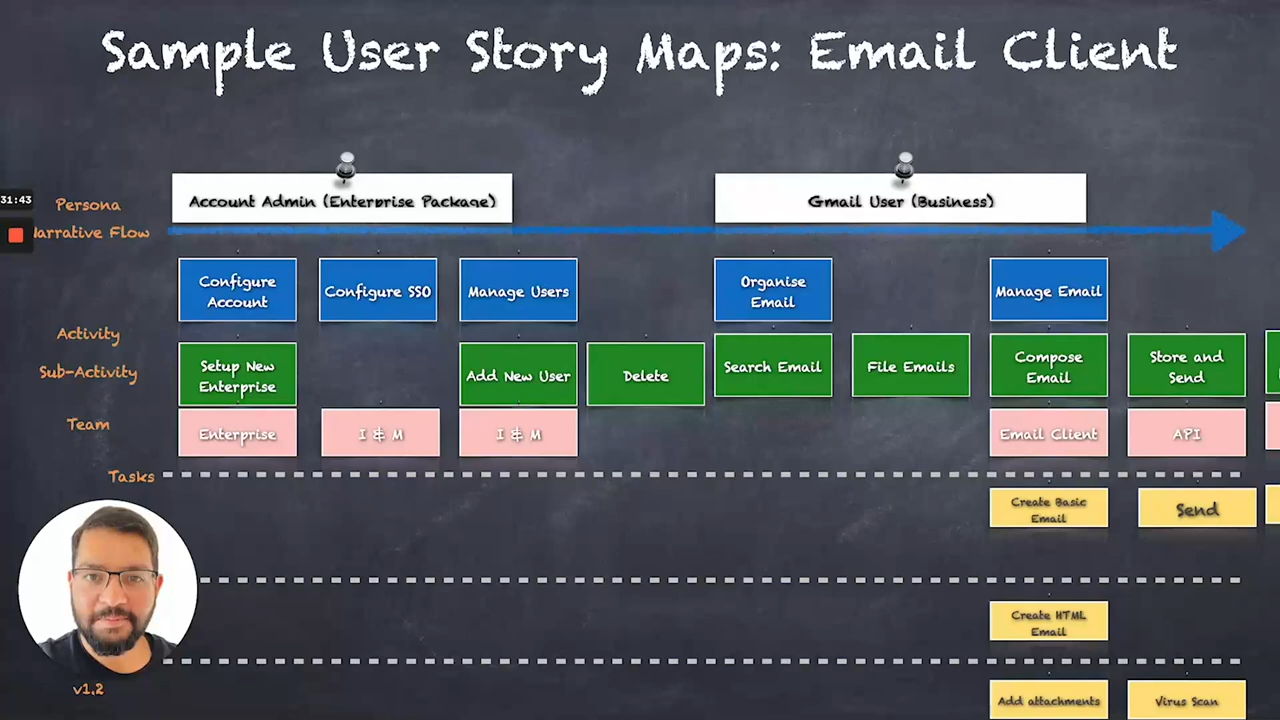 Sample User Story Maps: Email Client
Account Admin (Enterprise Package)
Gmail User (Business)
31:43
Persona
Narrative Flow
Configure
Account
Configure SSO
Manage Users
Organise
Email
Manage Email
Activity
Sub-Activity
Setup New
Enterprise
Add New User
Delete
Search Email
File Emails
Compose
Email
Store and
Send
Team
Enterprise
I & M
I & M
Email Client
API
Tasks
Create Basic
Email
Send
Create HTML
Email
v1.2
Add attachments
Virus Scan